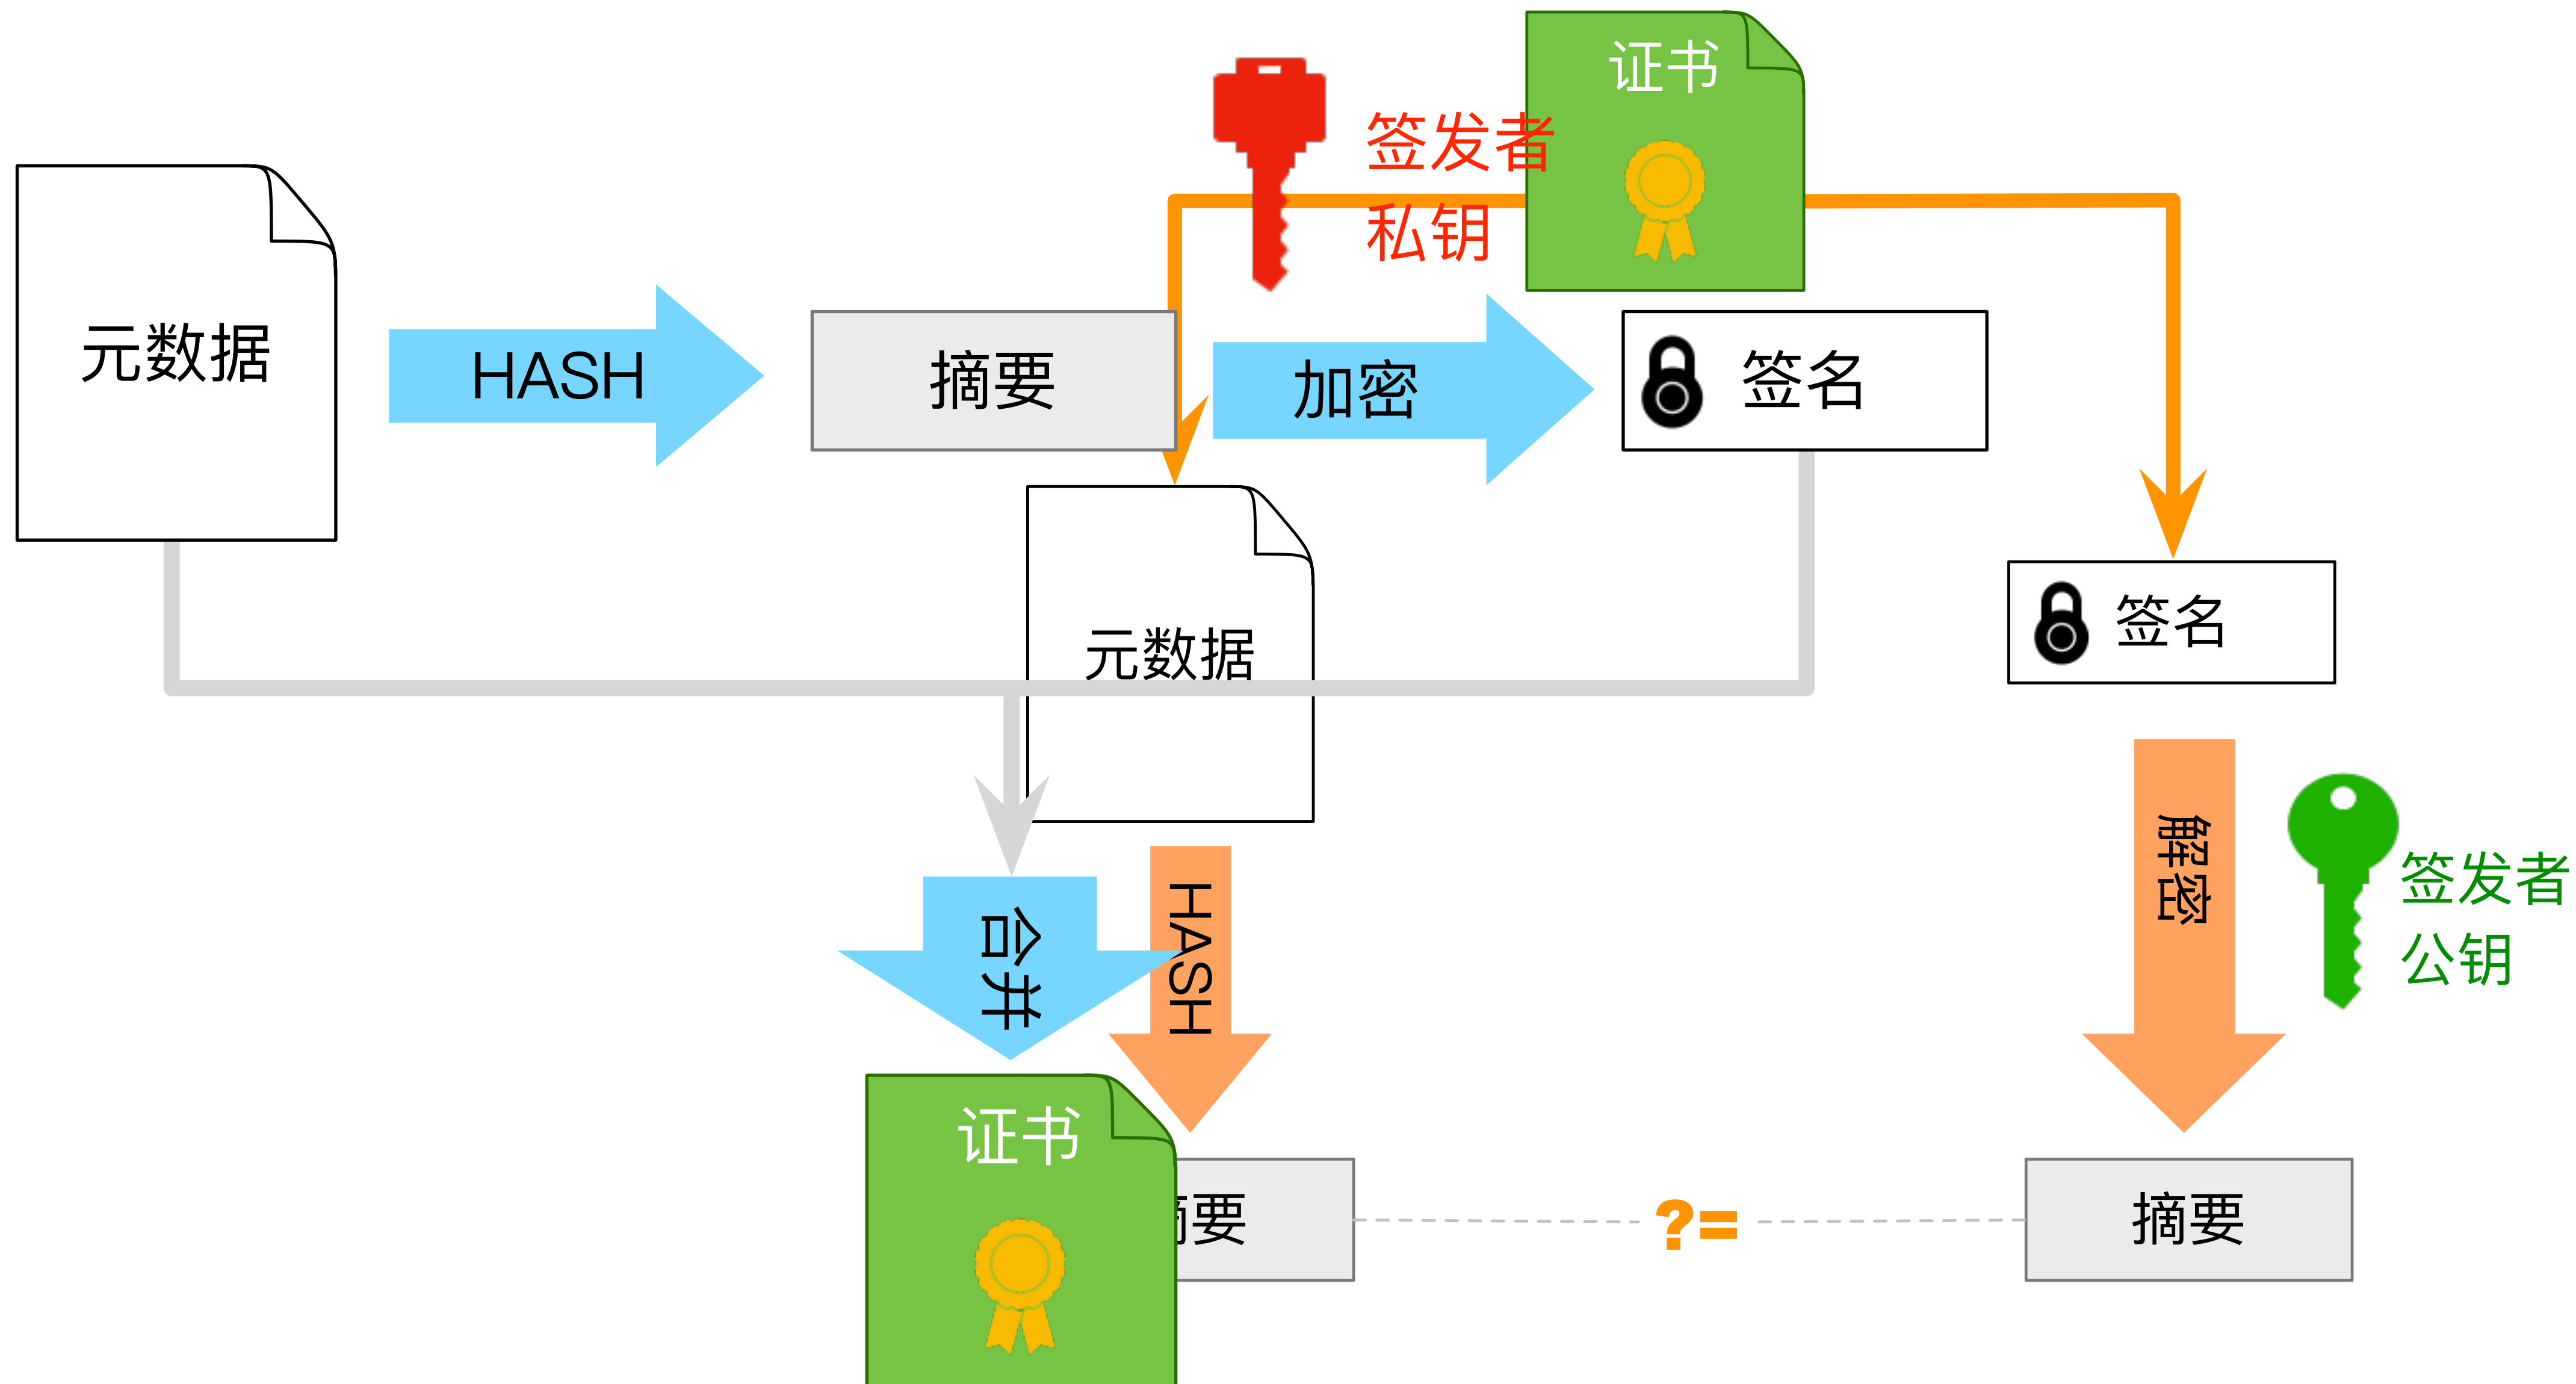 证书
签发者
私钥
元数据
HASH
摘要
加密
签名
元数据
签名
解密
签发者
公钥
合并
HASH
证书
要
?=
摘要